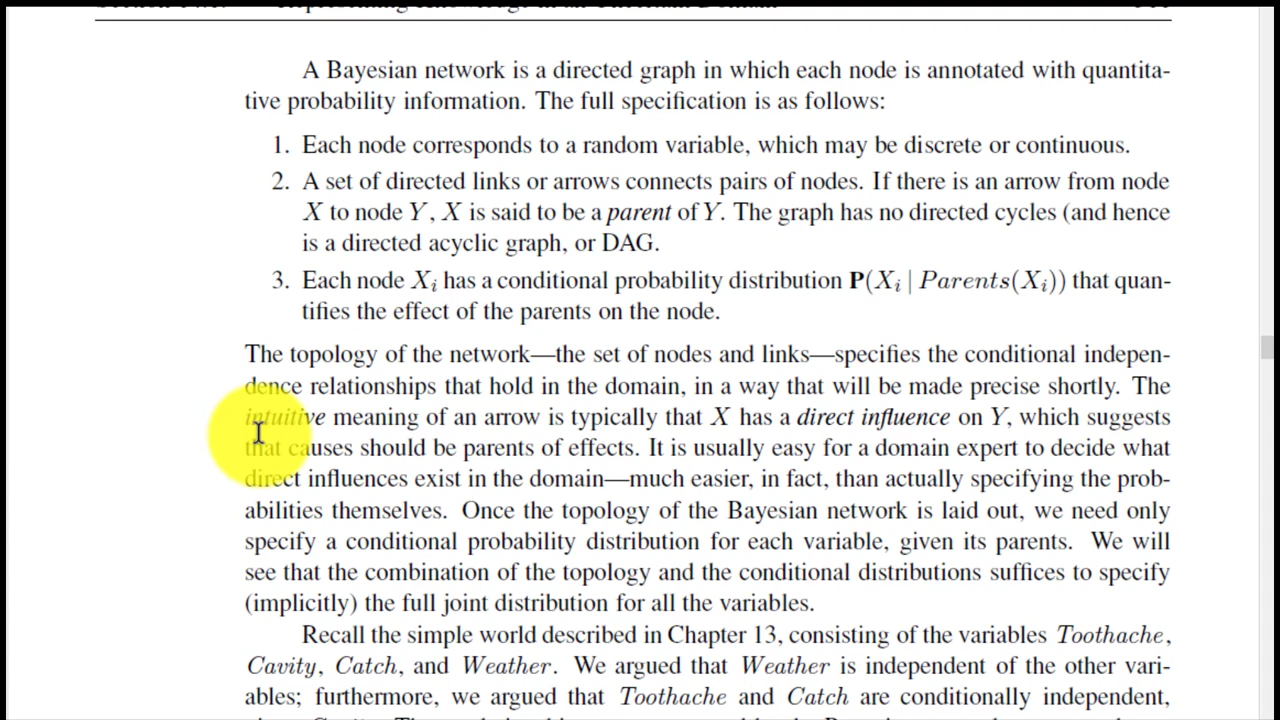 A Bayesian network is a directed graph in which each node is annotated with quantita-
tive probability information. The full specification is as follows:
1. Each node corresponds to a random variable, which may be discrete or continuous.
2. A set of directed links or arrows connects pairs of nodes. If there is an arrow from node
X to node Y, X is said to be a parent of Y. The graph has no directed cycles (and hence
is a directed acyclic graph, or DAG.
3. Each node Xi has a conditional probability distribution P(Xi | Parents(Xi)) that quan-
tifies the effect of the parents on the node.
The topology of the network—the set of nodes and links—specifies the conditional indepen-
dence relationships that hold in the domain, in a way that will be made precise shortly. The
intuitive meaning of an arrow is typically that X has a direct influence on Y, which suggests
that causes should be parents of effects. It is usually easy for a domain expert to decide what
direct influences exist in the domain—much easier, in fact, than actually specifying the prob-
abilities themselves. Once the topology of the Bayesian network is laid out, we need only
specify a conditional probability distribution for each variable, given its parents. We will
see that the combination of the topology and the conditional distributions suffices to specify
(implicitly) the full joint distribution for all the variables.
Recall the simple world described in Chapter 13, consisting of the variables Toothache,
Cavity, Catch, and Weather. We argued that Weather is independent of the other vari-
ables; furthermore, we argued that Toothache and Catch are conditionally independent,